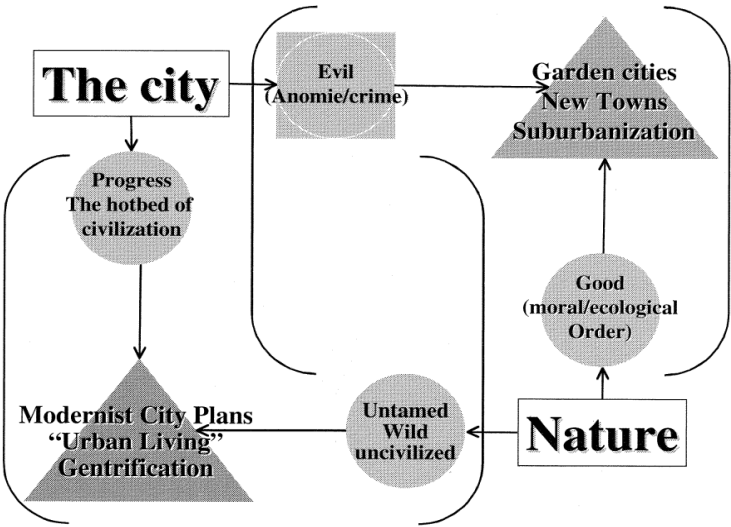 The city
Evil
(Anomie/crime)
Garden cities
New Towns
Suburbanization
Progress
The hotbed of
civilization
Good
(moral/ecological
Order)
Modernist City Plans
“Urban Living”
Gentrification
Untamed
Wild
uncivilized
Nature